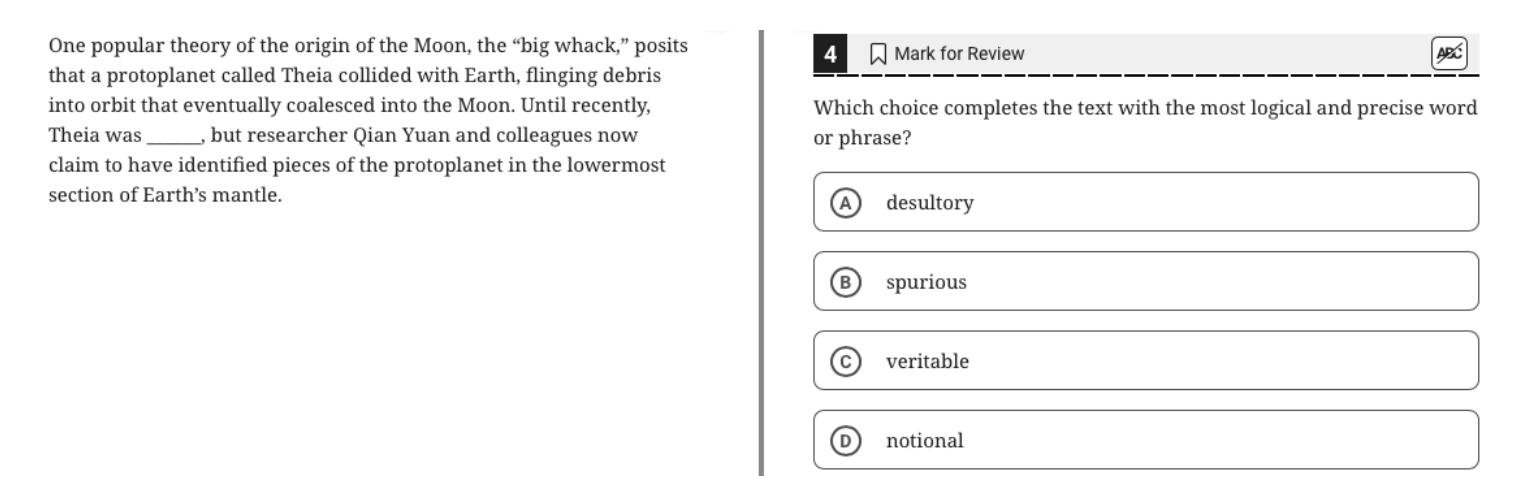 One popular theory of the origin of the Moon, the “big whack,” posits
that a protoplanet called Theia collided with Earth, flinging debris
into orbit that eventually coalesced into the Moon. Until recently,
Theia was ______, but researcher Qian Yuan and colleagues now
claim to have identified pieces of the protoplanet in the lowermost
section of Earth’s mantle.
4 Mark for Review ABC
Which choice completes the text with the most logical and precise word
or phrase?
A desultory
B spurious
C veritable
D notional